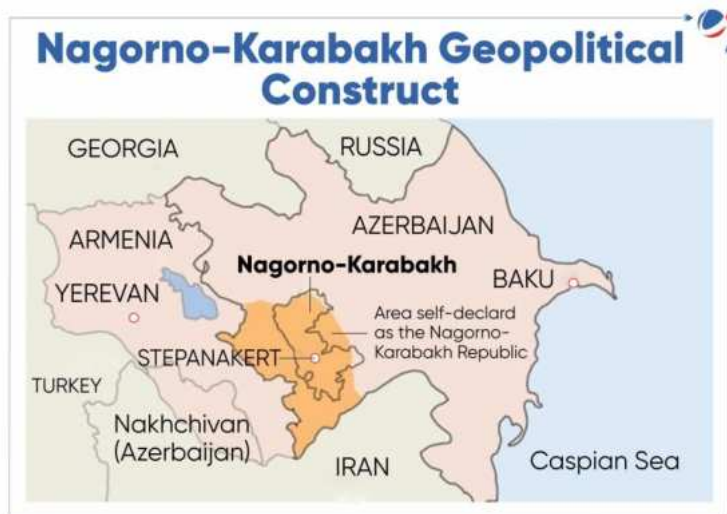 Nagorno-Karabakh Geopolitical
Construct
GEORGIA
RUSSIA
ARMENIA
AZERBAIJAN
Nagorno-Karabakh
YEREVAN
BAKU
Area self-declard
as the Nagorno-
Karabakh Republic
STEPANAKERT
TURKEY
Nakhchivan
(Azerbaijan)
IRAN
Caspian Sea